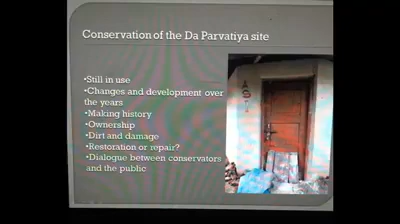 Conservation of the Da Parvatiya site
•Still in use
•Changes and development over
the years
•Making history
•Ownership
•Dirt and damage
•Restoration or repair?
•Dialogue between conservators
and the public